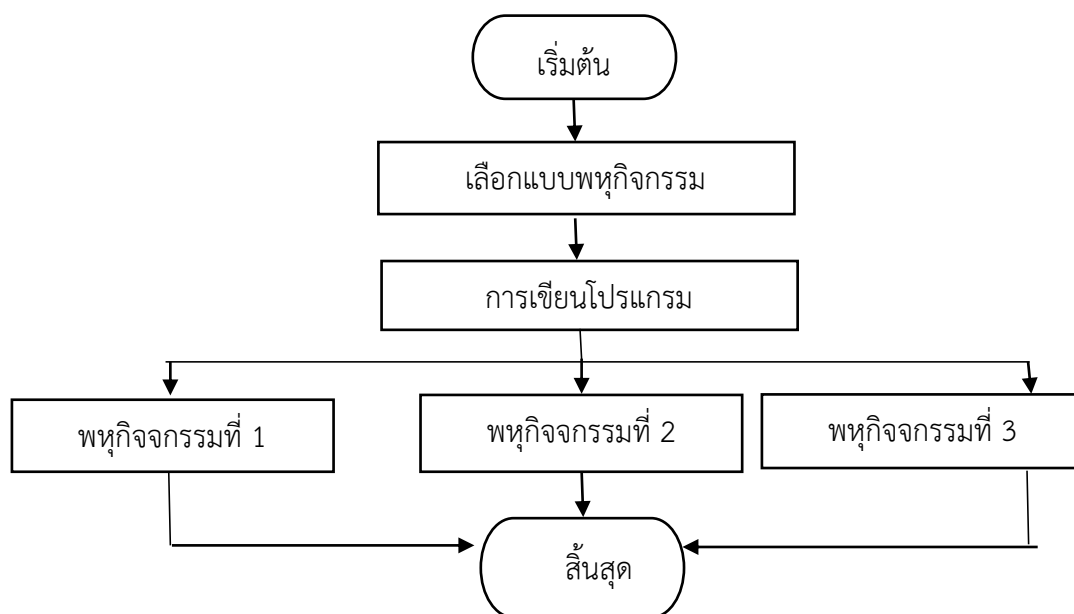 เริ่มต้น
เลือกแบบพหุกิจกรรม
การเขียนโปรแกรม
พหุกิจจกรรมที่ 1
พหุกิจจกรรมที่ 2
พหุกิจจกรรมที่ 3
สิ้นสุด